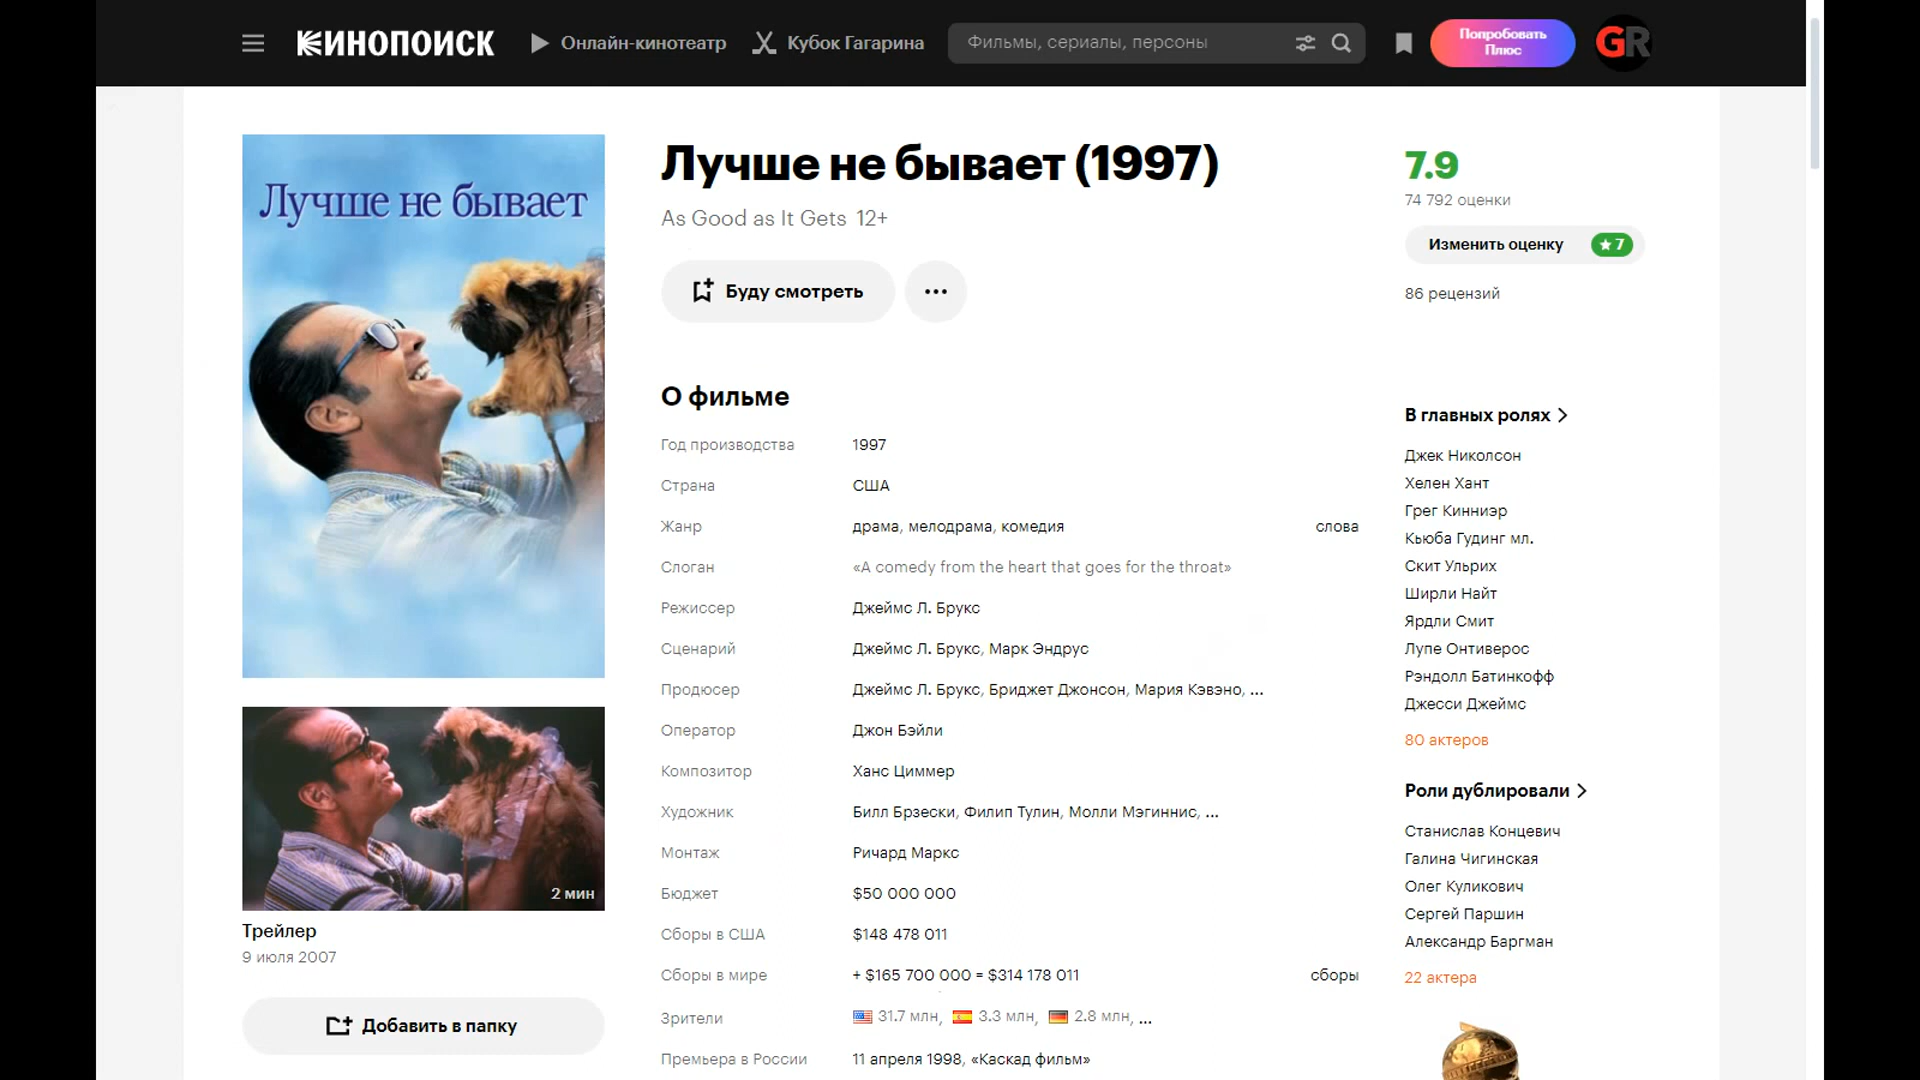 КИНОПОИСК
Онлайн-кинотеатр
Кубок Гагарина
Фильмы, сериалы, персоны
Попробовать
Плюс
GR
Лучше не бывает
2 мин
Трейлер
9 июля 2007
Добавить в папку
Лучше не бывает (1997)
As Good as It Gets 12+
Буду смотреть
...
О фильме
Год производства 1997
Страна США
Жанр драма, мелодрама, комедия слова
Слоган «A comedy from the heart that goes for the throat»
Режиссер Джеймс Л. Брукс
Сценарий Джеймс Л. Брукс, Марк Эндрус
Продюсер Джеймс Л. Брукс, Бриджет Джонсон, Мария Кэвэно, ...
Оператор Джон Бэйли
Композитор Ханс Циммер
Художник Билл Брзески, Филип Тулин, Молли Мэгиннис, ...
Монтаж Ричард Маркс
Бюджет $50 000 000
Сборы в США $148 478 011
Сборы в мире + $165 700 000 = $314 178 011 сборы
Зрители 31.7 млн, 3.3 млн, 2.8 млн, ...
Премьера в России 11 апреля 1998, «Каскад фильм»
7.9
74 792 оценки
Изменить оценку ★ 7
86 рецензий
В главных ролях
Джек Николсон
Хелен Хант
Грег Кинниэр
Кьюба Гудинг мл.
Скит Ульрих
Ширли Найт
Ярдли Смит
Лупе Онтиверос
Рэндолл Батинкофф
Джесси Джеймс
80 актеров
Роли дублировали
Станислав Концевич
Галина Чигинская
Олег Куликович
Сергей Паршин
Александр Баргман
22 актера